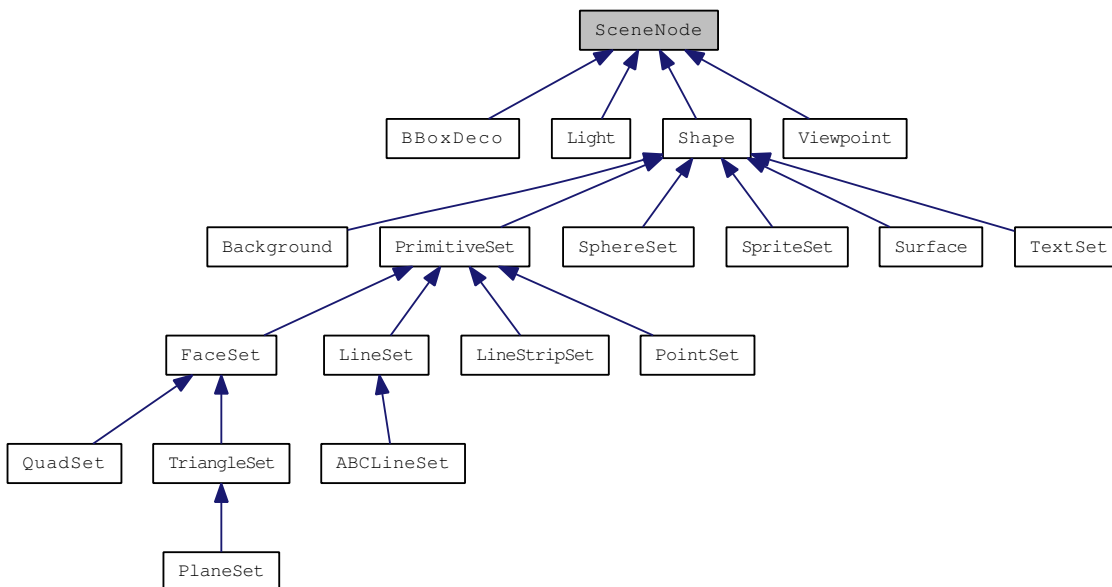 SceneNode
BBoxDeco
Light
Shape
Viewpoint
Background
PrimitiveSet
SphereSet
SpriteSet
Surface
TextSet
FaceSet
LineSet
LineStripSet
PointSet
QuadSet
TriangleSet
ABCLineSet
PlaneSet